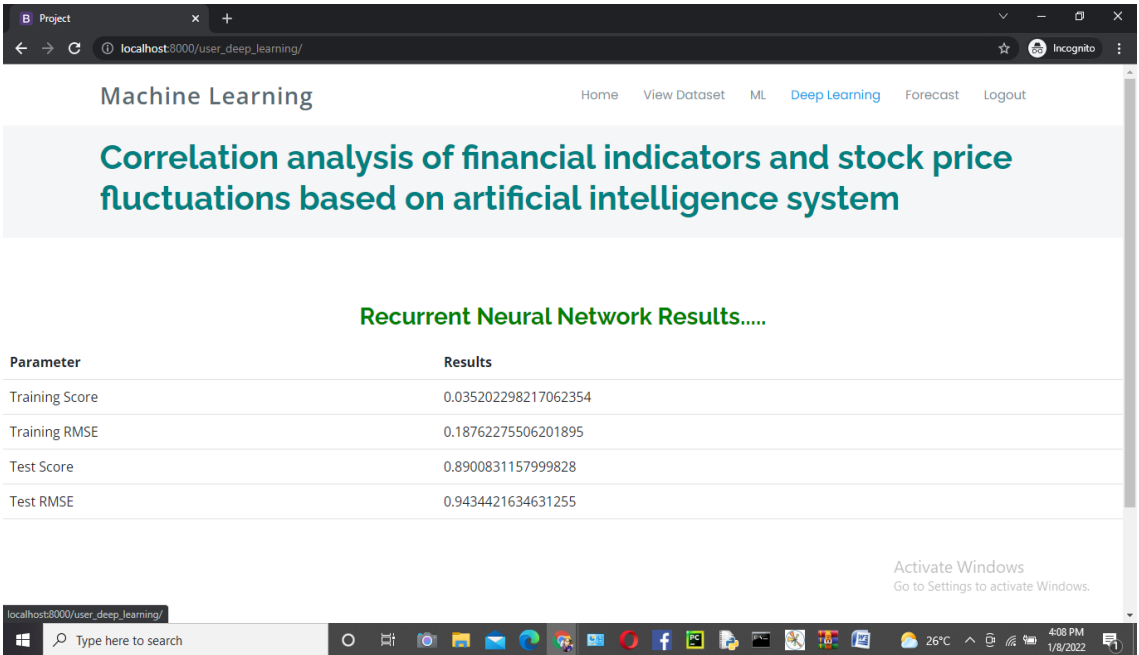 Project
localhost:8000/user_deep_learning/
Incognito
Machine Learning
Home View Dataset ML Deep Learning Forecast Logout
Correlation analysis of financial indicators and stock price
fluctuations based on artificial intelligence system
Recurrent Neural Network Results.....
Parameter Results
Training Score 0.035202298217062354
Training RMSE 0.18762275506201895
Test Score 0.8900831157999828
Test RMSE 0.9434421634631255
Activate Windows
Go to Settings to activate Windows.
localhost:8000/user_deep_learning/
Type here to search
26°C
4:08 PM
1/8/2022